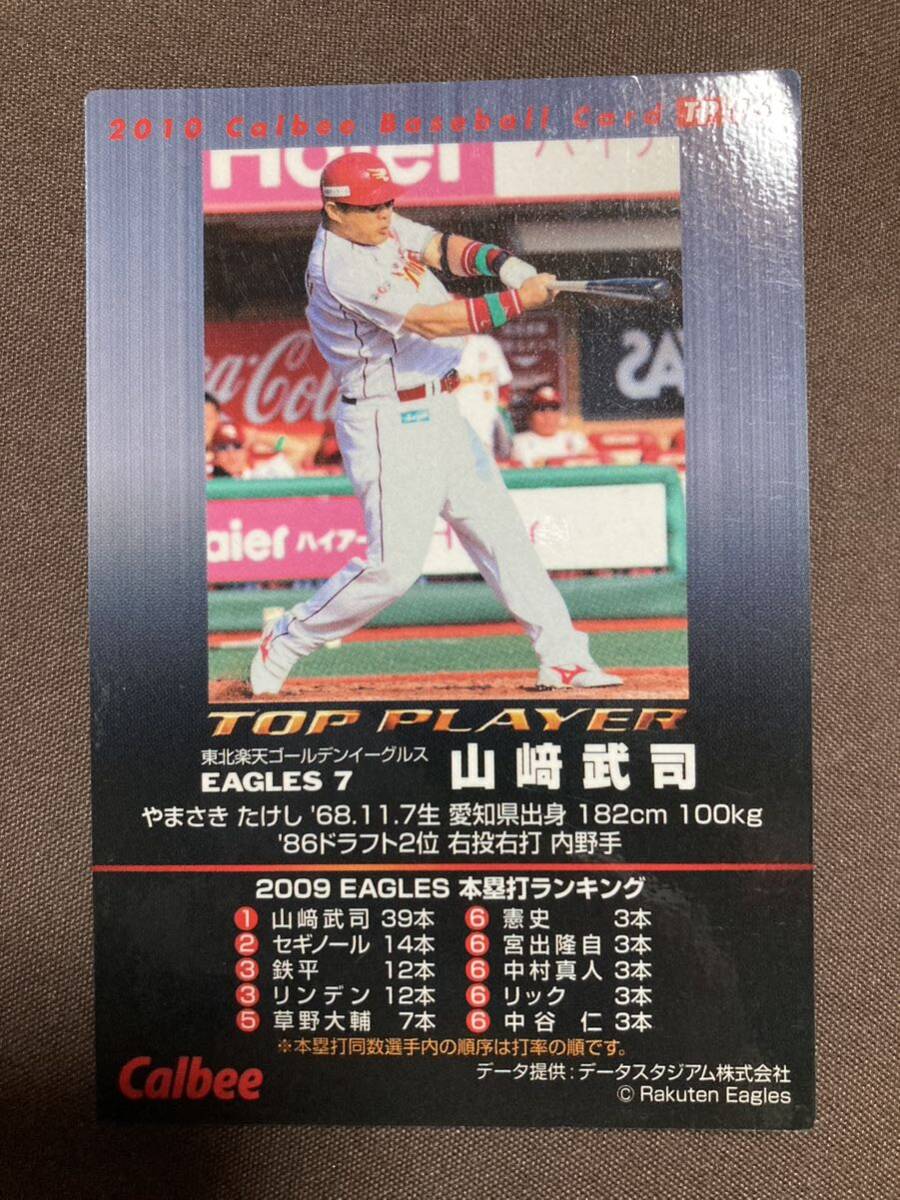 2010 Calbee Baseball Card TP
Haier
ハイア
Coca-Cola
SAVA
aier ハイアー
TOP PLAYER
東北楽天ゴールデンイーグルス
EAGLES 7
山﨑武司
やまさき たけし '68.11.7生 愛知県出身 182cm 100kg
'86ドラフト2位 右投右打 内野手
2009 EAGLES 本塁打ランキング
1 山﨑武司 39本
2 セギノール 14本
3 鉄平 12本
3 リンデン 12本
5 草野大輔 7本
6 憲史 3本
6 宮出隆自 3本
6 中村真人 3本
6 リック 3本
6 中谷 仁 3本
※本塁打同数選手内の順序は打率の順です。
Calbee
データ提供:データスタジアム株式会社
© Rakuten Eagles